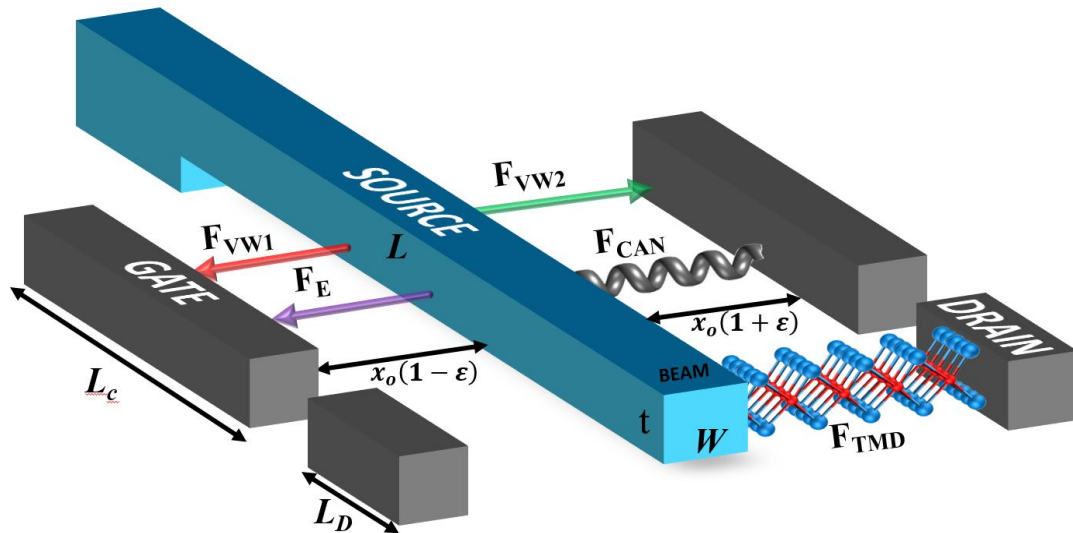 SOURCE
F_VW2
F_VW1
L
F_CAN
GATE
F_E
x_o(1 + ε)
DRAIN
x_o(1 − ε)
BEAM
L_c
t
W
F_TMD
L_D